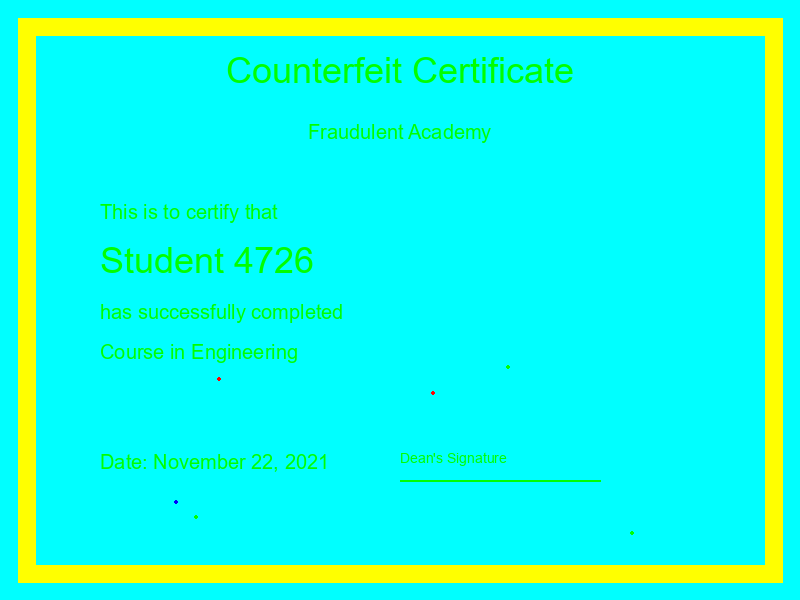 Counterfeit Certificate
Fraudulent Academy
This is to certify that
Student 4726
has successfully completed
Course in Engineering
Date: November 22, 2021
Dean's Signature